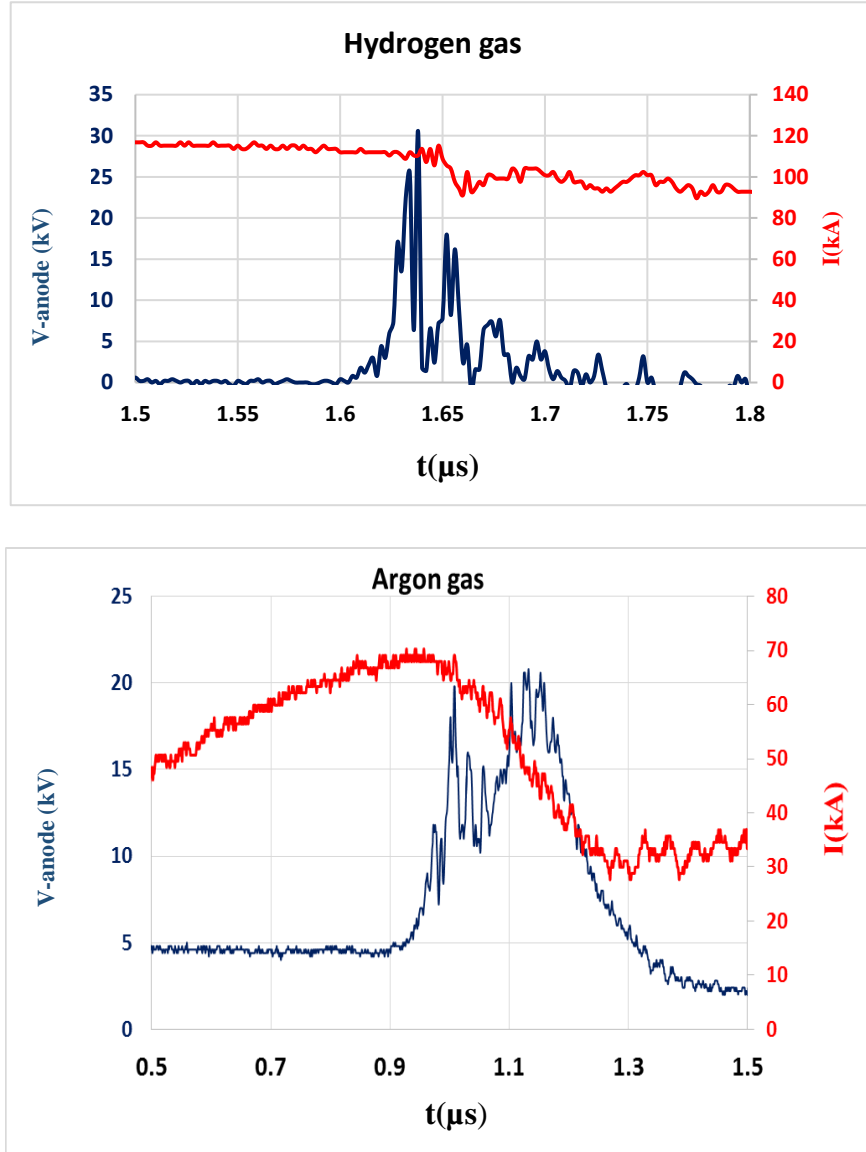 Hydrogen gas
35 140
30 120
25 100
20 80
15 60
10 40
5 20
0 0
V-anode (kV)
I(kA)
1.5 1.55 1.6 1.65 1.7 1.75 1.8
t(μs)
Argon gas
25 80
70
20 60
50
15
40
10 30
20
5
10
0 0
V-anode (kV)
I(kA)
0.5 0.7 0.9 1.1 1.3 1.5
t(μs)